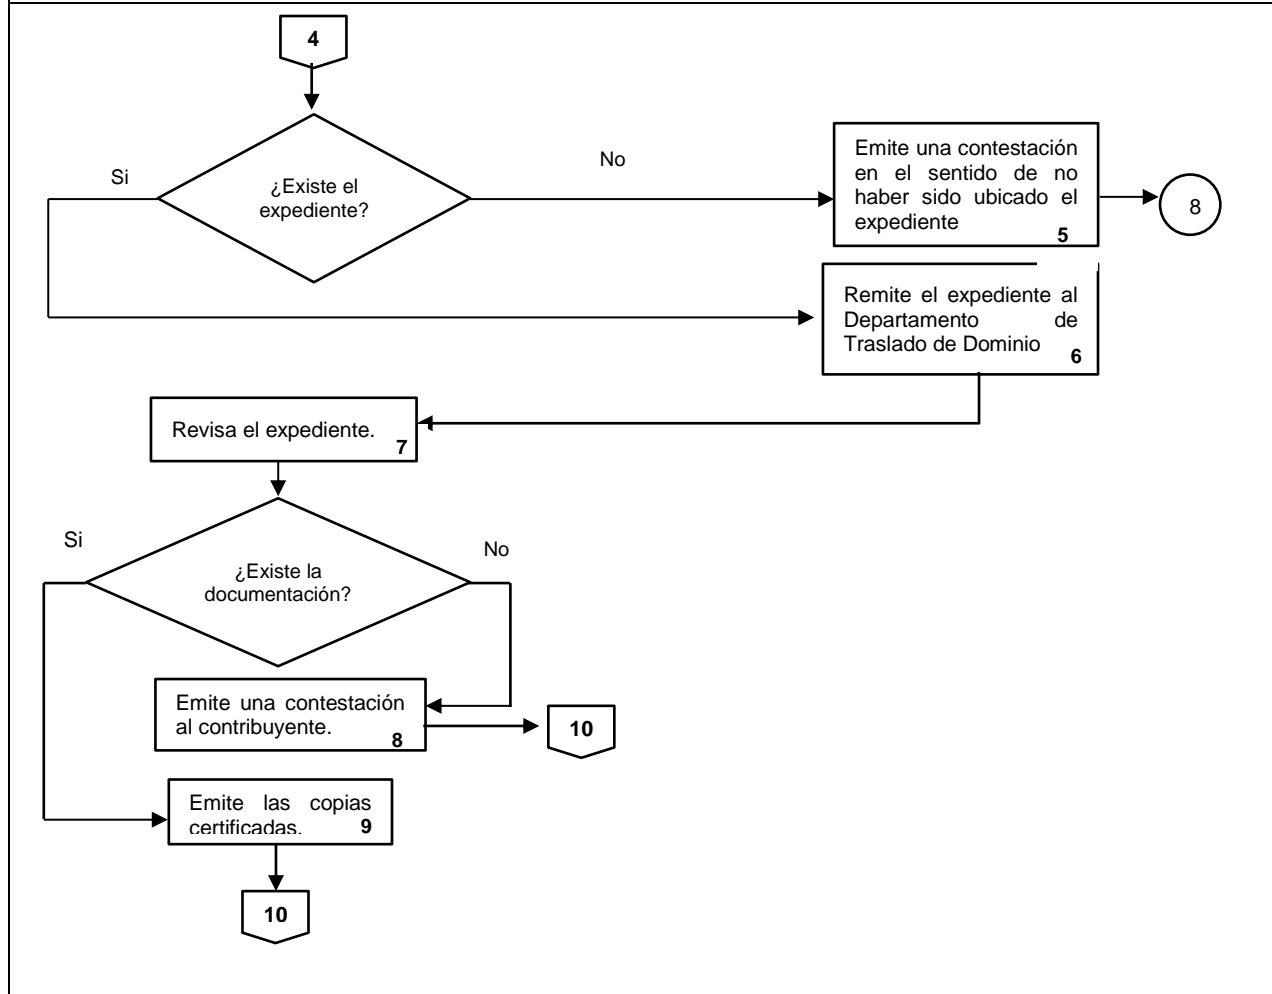 4
Si
¿Existe el
expediente?
No
Emite una contestación
en el sentido de no
haber sido ubicado el
expediente
5
8
Remite el expediente al
Departamento de
Traslado de Dominio
6
Revisa el expediente.
7
Si
¿Existe la
documentación?
No
Emite una contestación
al contribuyente.
8
10
Emite las copias
certificadas.
9
10